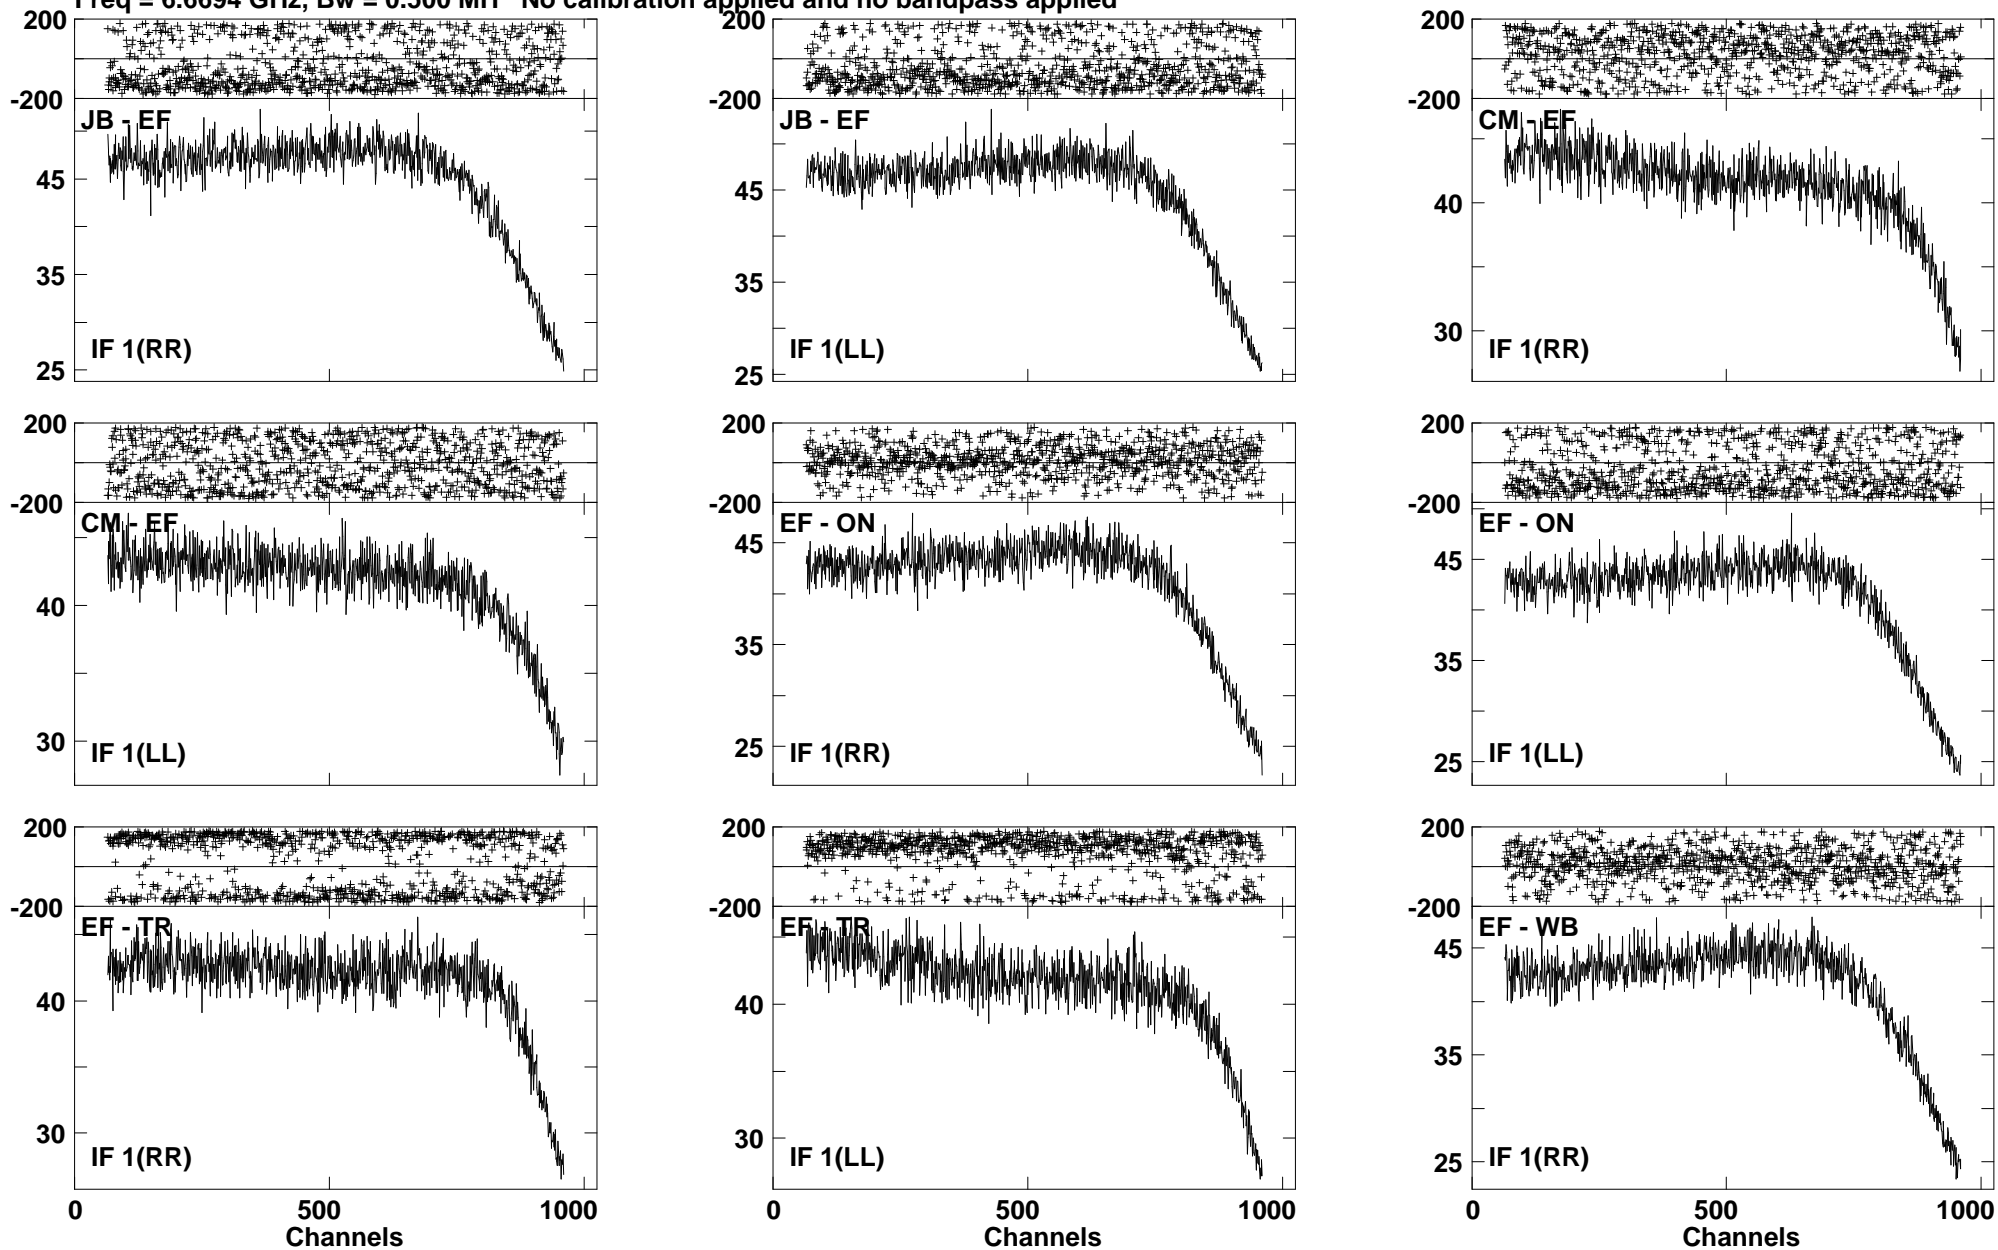 Freq = 6.6694 GHz, Bw = 0.500 MH No calibration applied and no bandpass applied
200
-200
JB - EF
45
35
25
IF 1(RR)
200
-200
JB - EF
45
35
25
IF 1(LL)
200
-200
CM - EF
40
30
IF 1(RR)
200
-200
CM - EF
40
30
IF 1(LL)
200
-200
EF - ON
45
35
25
IF 1(RR)
200
-200
EF - ON
45
35
25
IF 1(LL)
200
-200
EF - TR
40
30
IF 1(RR)
0 500 1000
Channels
200
-200
EF - TR
40
30
IF 1(LL)
0 500 1000
Channels
200
-200
EF - WB
45
35
25
IF 1(RR)
0 500 1000
Channels